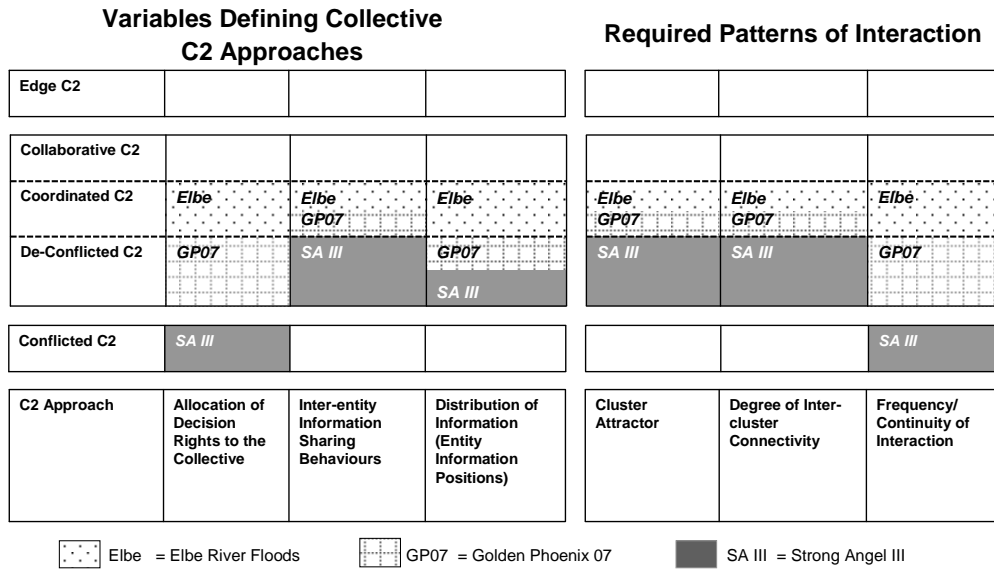 Variables Defining Collective
C2 Approaches
Required Patterns of Interaction
Edge C2
Collaborative C2
Coordinated C2
Elbe
Elbe
GP07
Elbe
Elbe
GP07
Elbe
GP07
Elbe
De-Conflicted C2
GP07
SA III
GP07
SA III
SA III
SA III
GP07
Conflicted C2
SA III
SA III
C2 Approach
Allocation of
Decision
Rights to the
Collective
Inter-entity
Information
Sharing
Behaviours
Distribution of
Information
(Entity
Information
Positions)
Cluster
Attractor
Degree of Inter-
cluster
Connectivity
Frequency/
Continuity of
Interaction
Elbe = Elbe River Floods
GP07 = Golden Phoenix 07
SA III = Strong Angel III